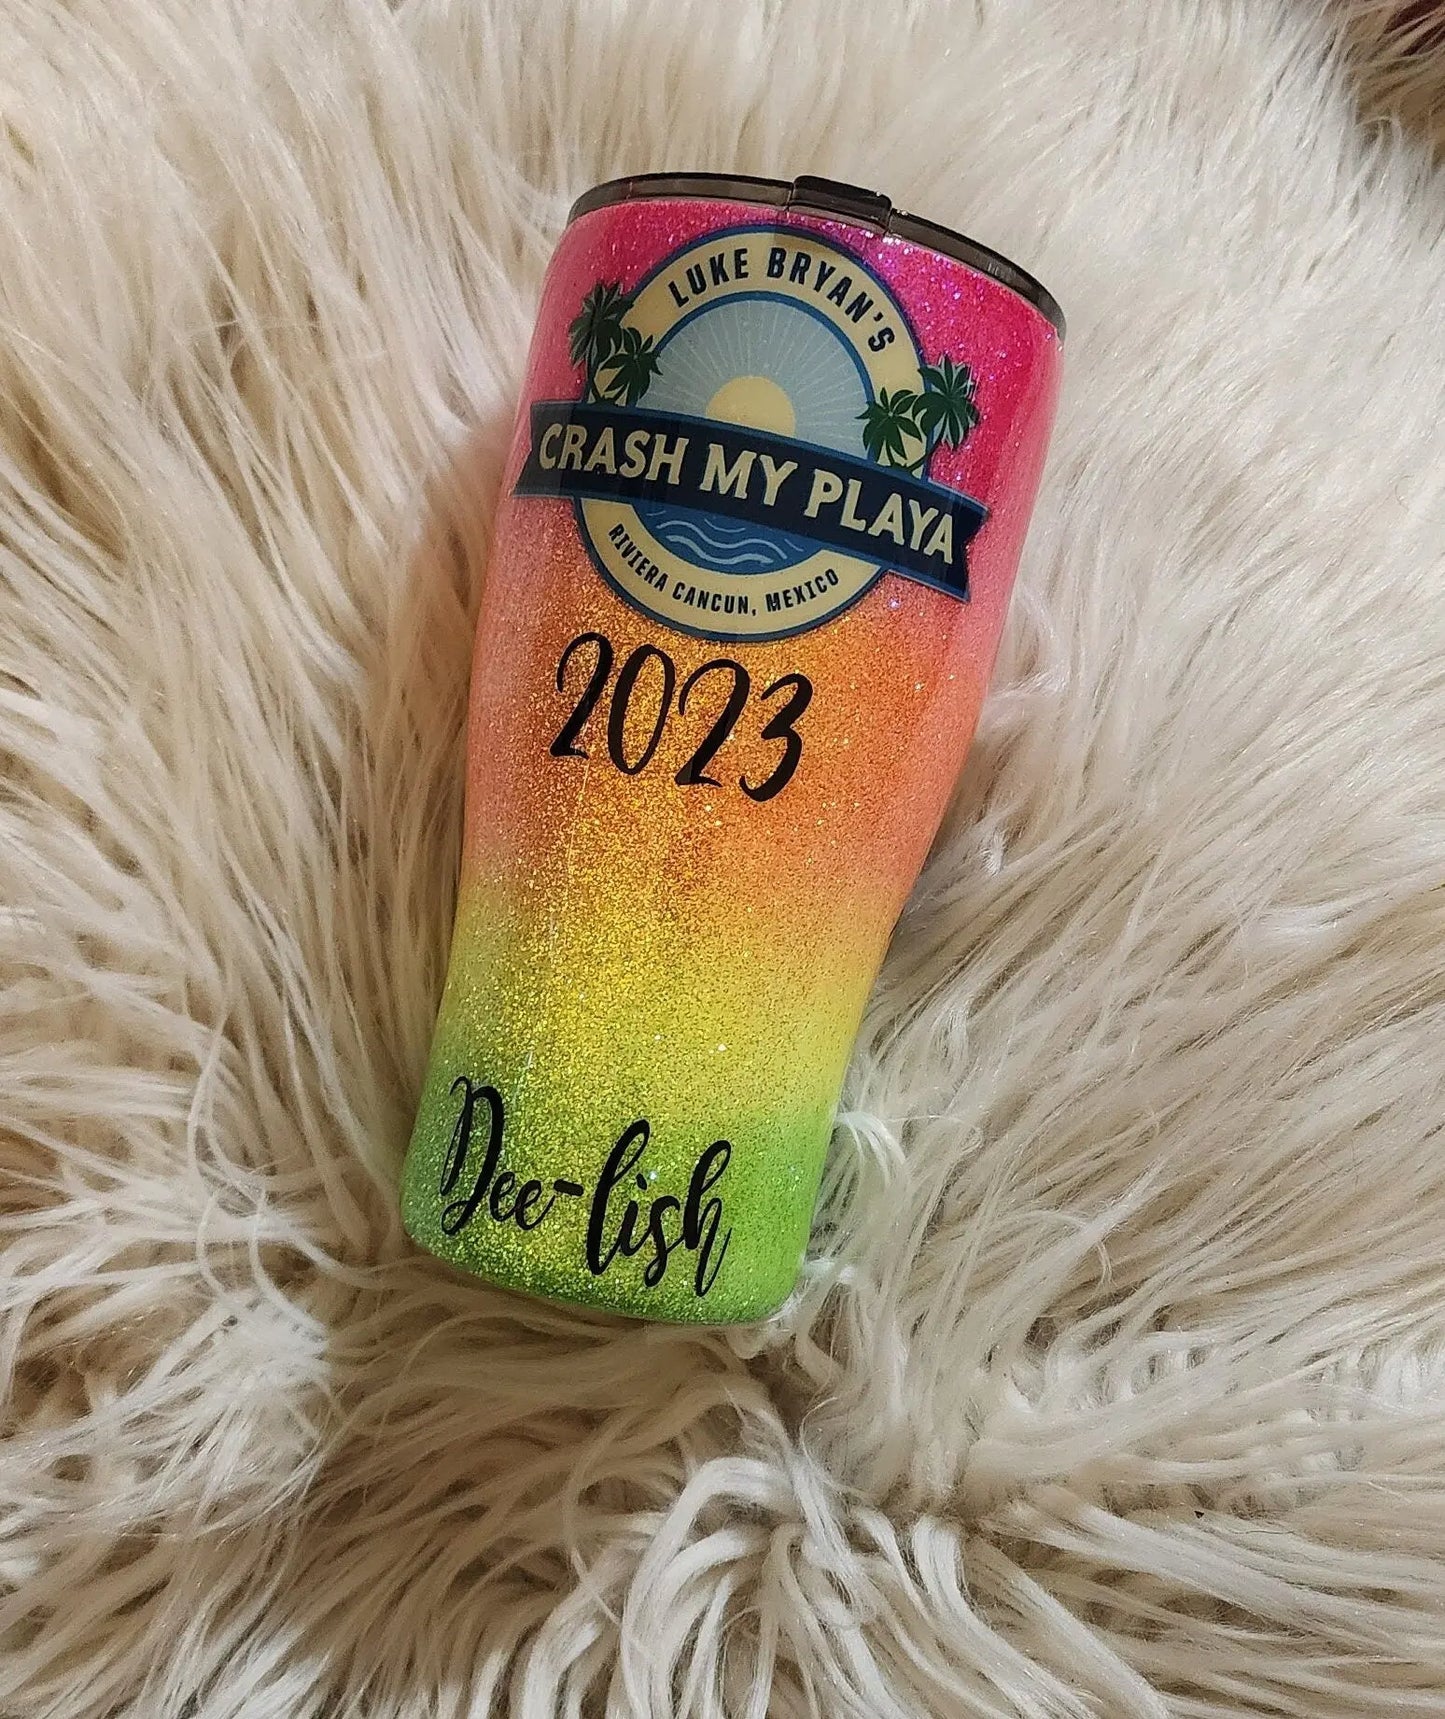 LUKE BRYAN'S
CRASH MY PLAYA
RIVIERA CANCUN, MEXICO
2023
Dee-lish